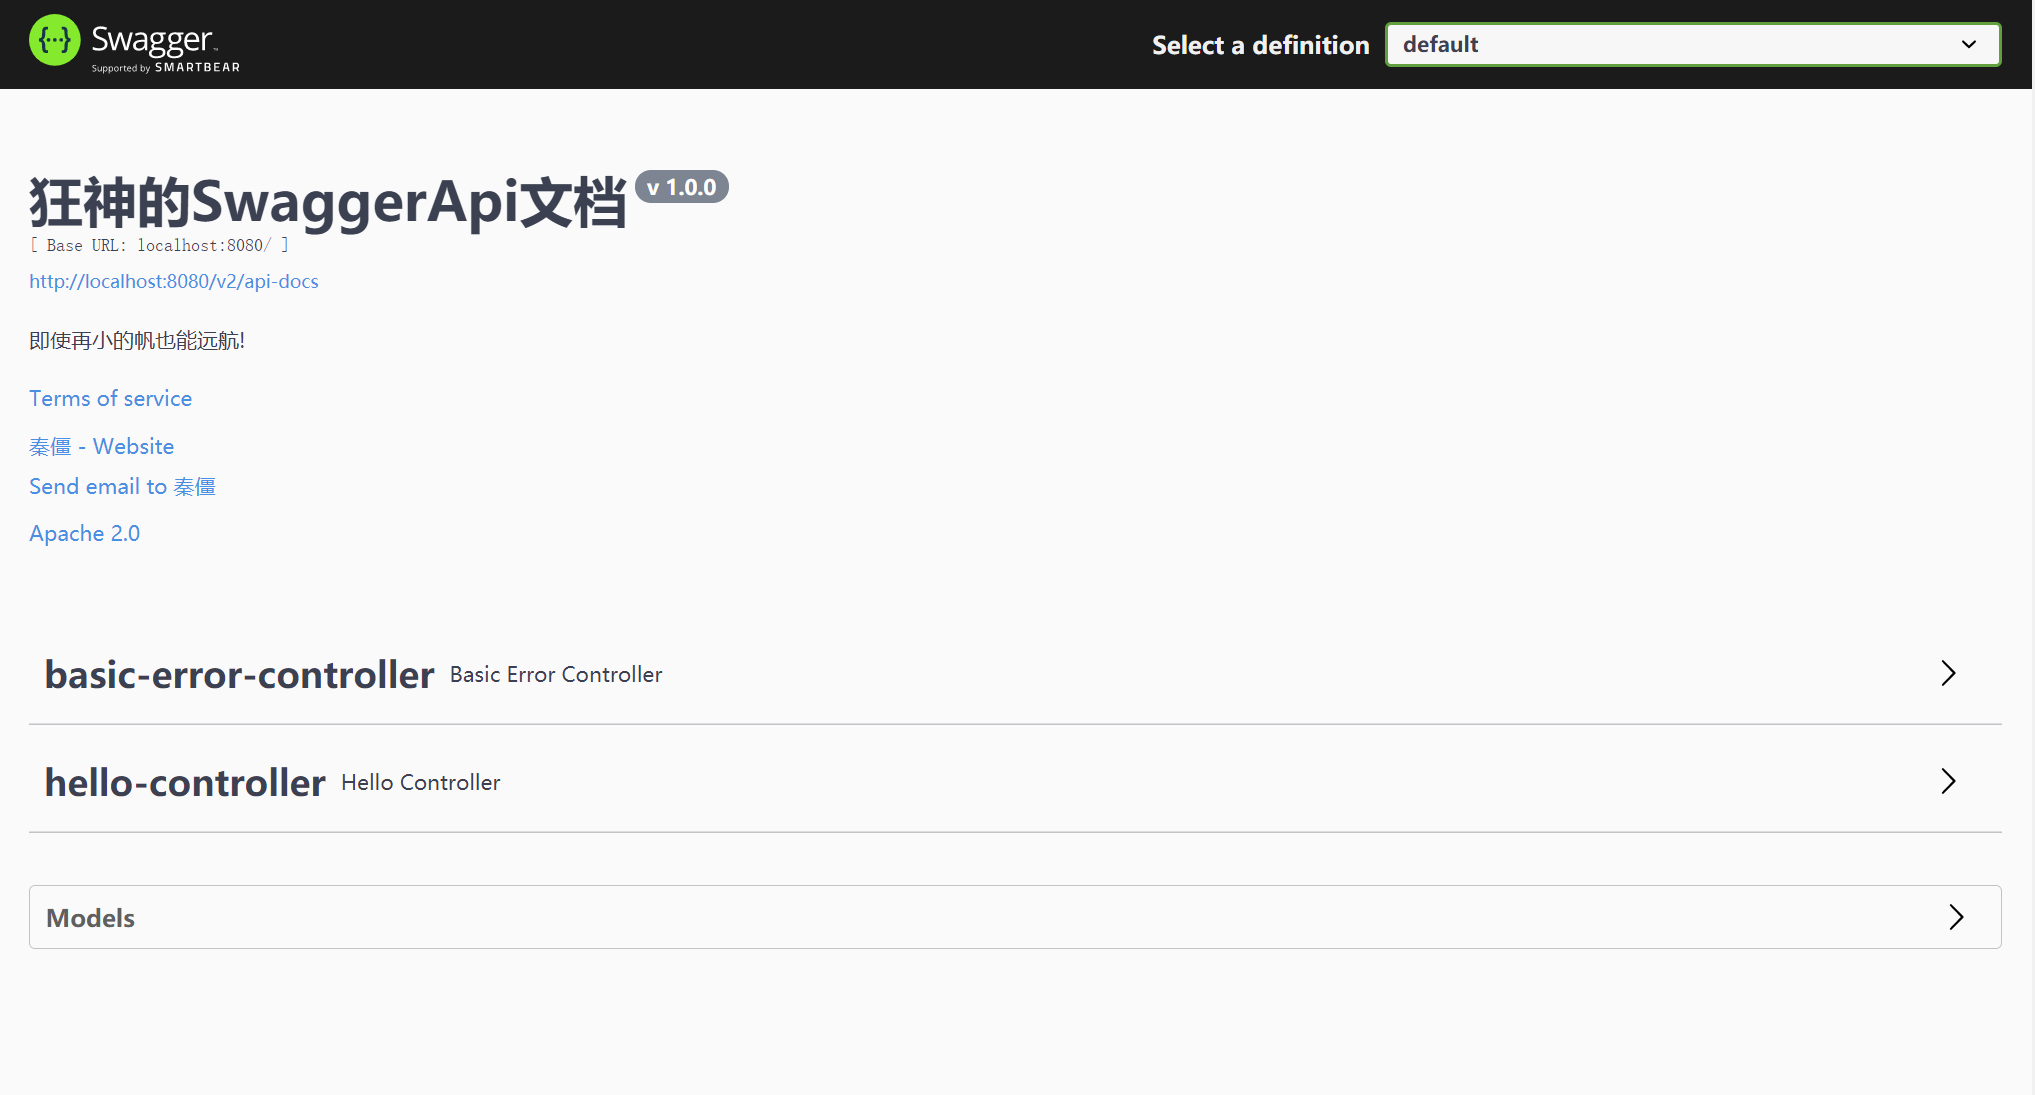 {...} Swagger
Supported by SMARTBEAR
Select a definition
default
狂神的SwaggerApi文档 v 1.0.0
[ Base URL: localhost:8080/ ]
http://localhost:8080/v2/api-docs
即使再小的帆也能远航!
Terms of service
秦僵 - Website
Send email to 秦僵
Apache 2.0
basic-error-controller Basic Error Controller
hello-controller Hello Controller
Models